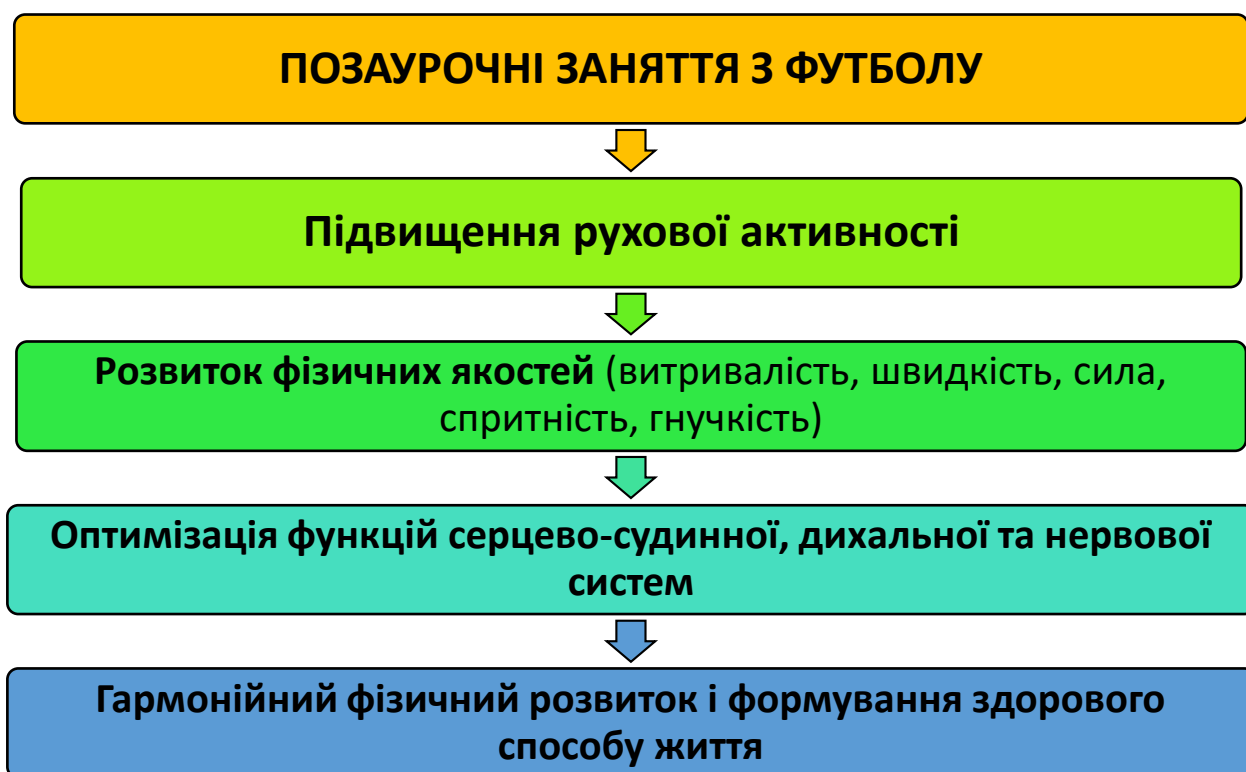 ПОЗАУРОЧНІ ЗАНЯТТЯ З ФУТБОЛУ
Підвищення рухової активності
Розвиток фізичних якостей (витривалість, швидкість, сила,
спритність, гнучкість)
Оптимізація функцій серцево-судинної, дихальної та нервової
систем
Гармонійний фізичний розвиток і формування здорового
способу життя